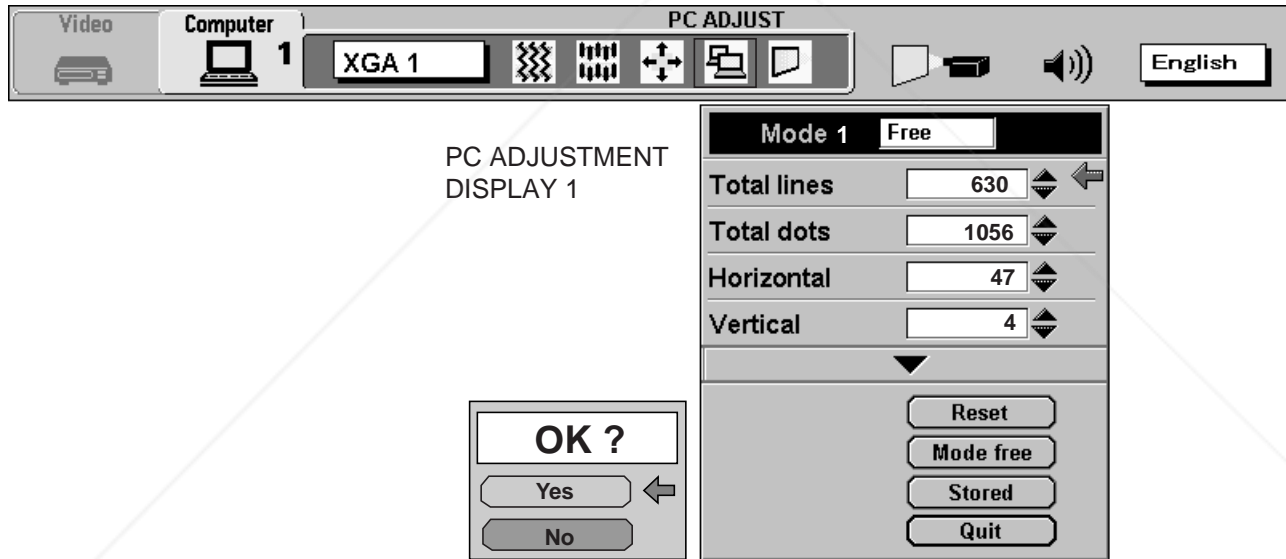 Video
Computer
1
PC ADJUST
XGA 1
English
PC ADJUSTMENT
DISPLAY 1
Mode 1 Free
Total lines 630
Total dots 1056
Horizontal 47
Vertical 4
Reset
Mode free
Stored
Quit
OK ?
Yes
No